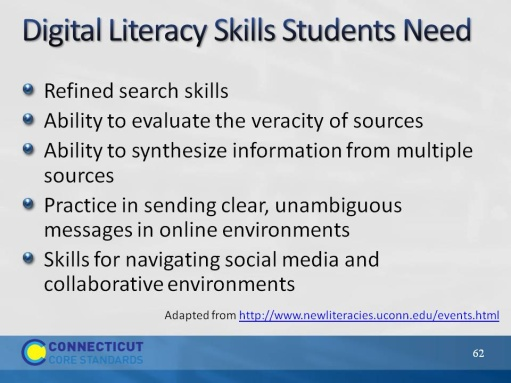 Digital Literacy Skills Students Need
Refined search skills
Ability to evaluate the veracity of sources
Ability to synthesize information from multiple
sources
Practice in sending clear, unambiguous
messages in online environments
Skills for navigating social media and
collaborative environments
Adapted from http://www.newliteracies.uconn.edu/events.html
CONNECTICUT
CORE STANDARDS
62